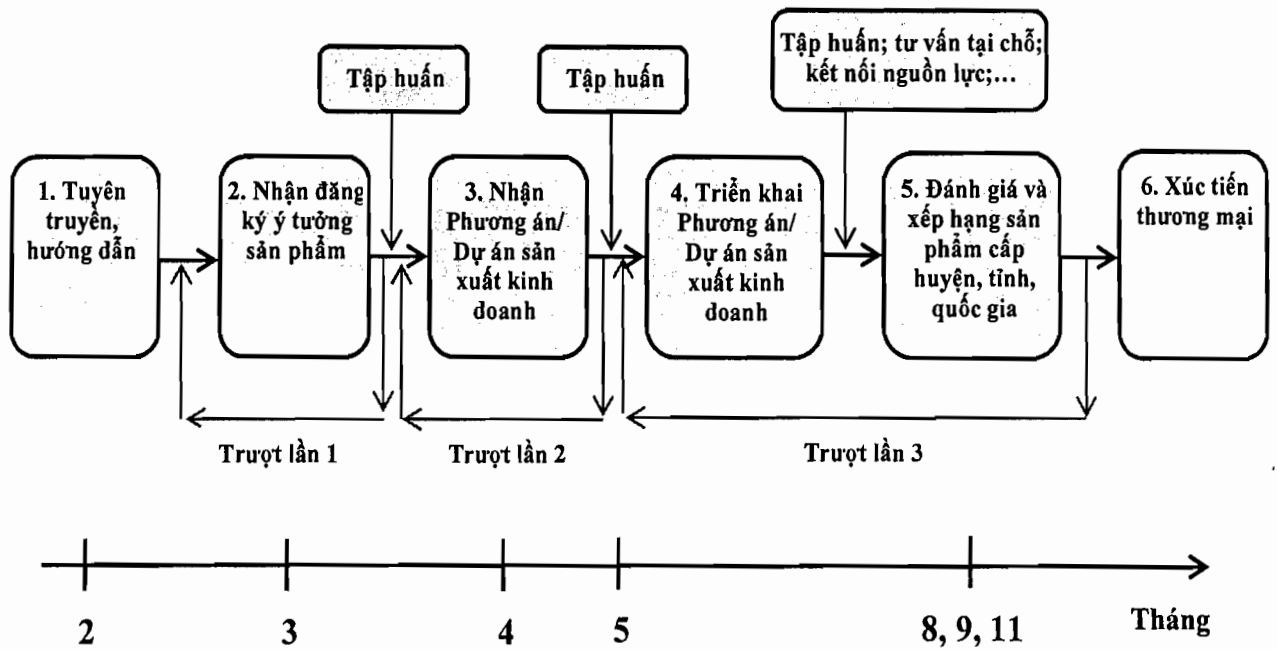 Tập huấn
Tập huấn
Tập huấn; tư vấn tại chỗ;
kết nối nguồn lực;...
1. Tuyên
truyền,
hướng dẫn
2. Nhận đăng
ký ý tưởng
sản phẩm
3. Nhận
Phương án/
Dự án sản
xuất kinh
doanh
4. Triển khai
Phương án/
Dự án sản
xuất kinh
doanh
5. Đánh giá và
xếp hạng sản
phẩm cấp
huyện, tỉnh,
quốc gia
6. Xúc tiến
thương mại
Trượt lần 1
Trượt lần 2
Trượt lần 3
2
3
4
5
8, 9, 11
Tháng